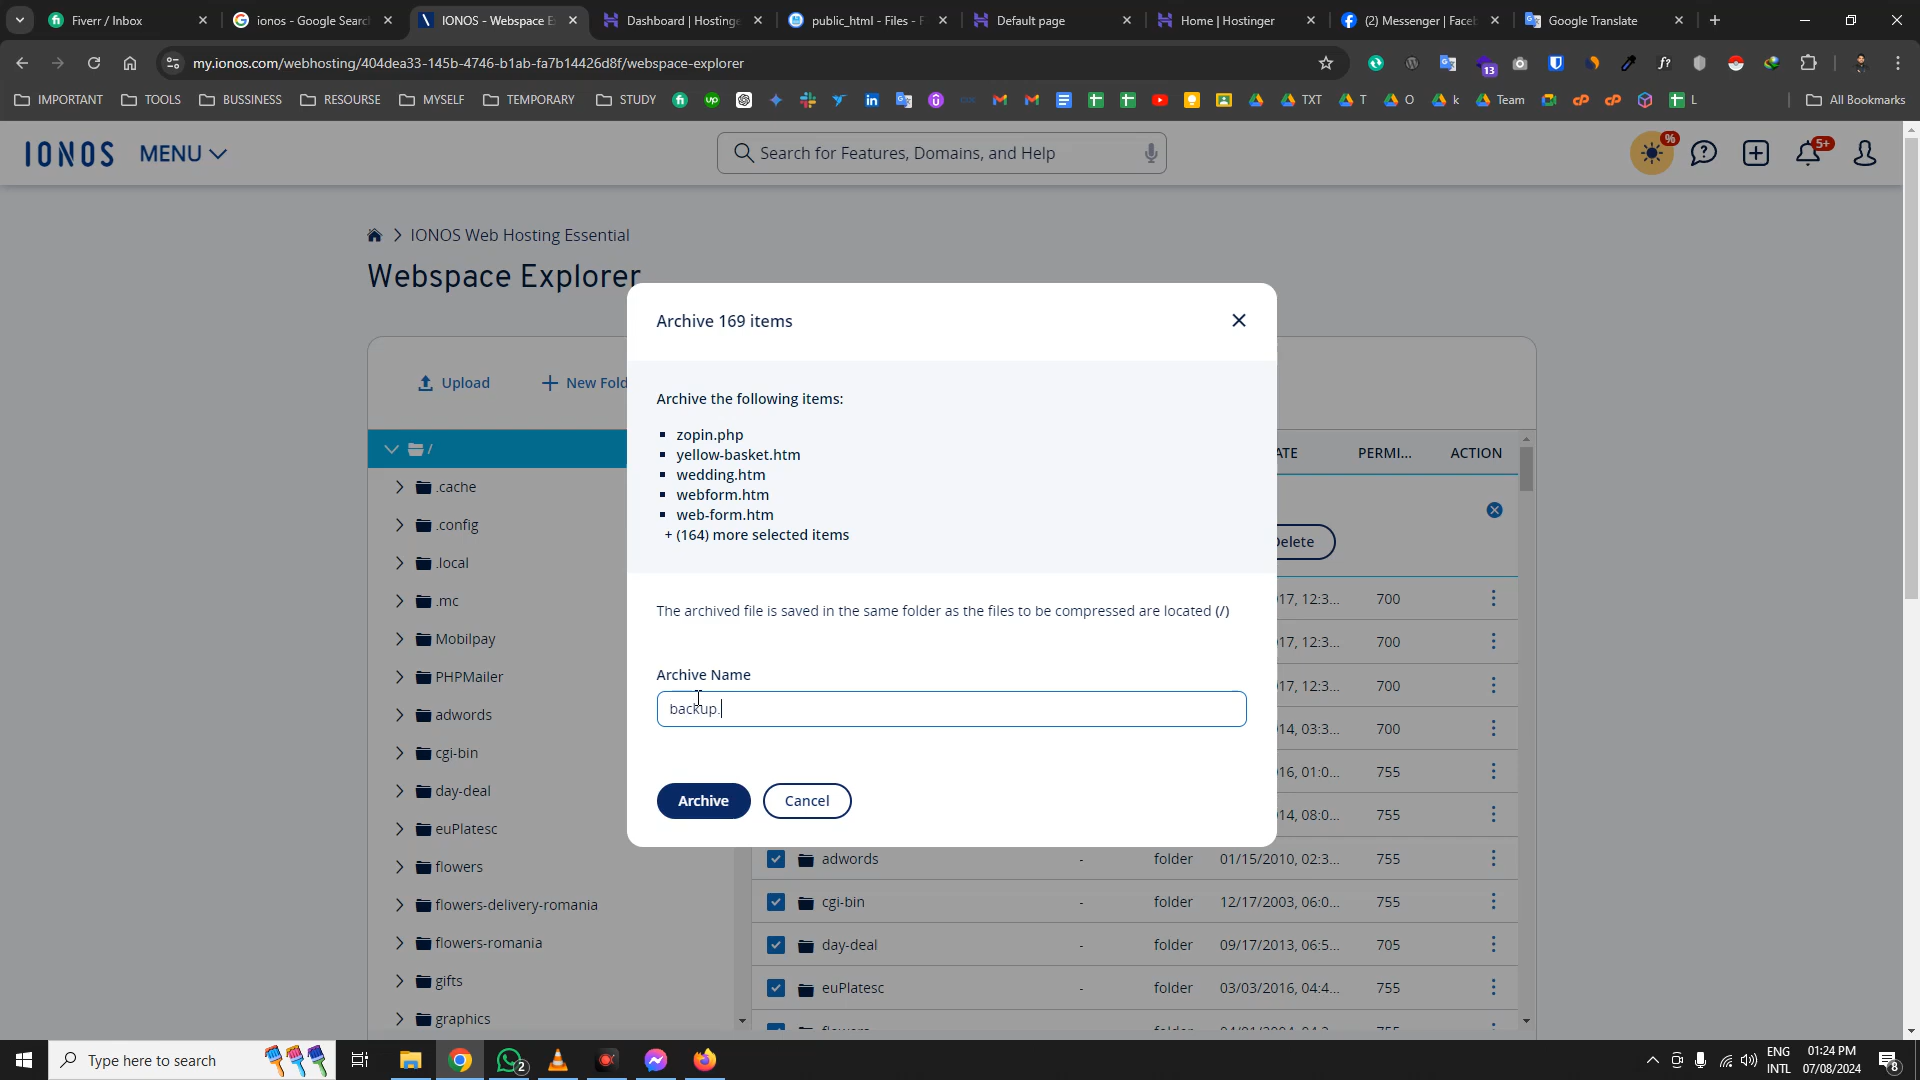 Fiverr / Inbox
ionos - Google Searc
IONOS - Webspace E
Dashboard | Hostinge
public_html - Files - F
Default page
Home | Hostinger
(2) Messenger | Faceb
Google Translate
my.ionos.com/webhosting/404dea33-145b-4746-b1ab-fa7b14426d8f/webspace-explorer
13
IMPORTANT
TOOLS
BUSSINESS
RESOURSE
MYSELF
TEMPORARY
STUDY
TXT
T
O
k
Team
L
All Bookmarks
IONOS
MENU
Search for Features, Domains, and Help
%
5+
IONOS Web Hosting Essential
Webspace Explorer
Upload
New Fold
/
.cache
.config
.local
.mc
Mobilpay
PHPMailer
adwords
cgi-bin
day-deal
euPlatesc
flowers
flowers-delivery-romania
flowers-romania
gifts
graphics
Archive 169 items
Archive the following items:
zopin.php
yellow-basket.htm
wedding.htm
webform.htm
web-form.htm
+ (164) more selected items
The archived file is saved in the same folder as the files to be compressed are located (/)
Archive Name
backup.
Archive
Cancel
ATE PERMI... ACTION
Delete
17, 12:3... 700
17, 12:3... 700
17, 12:3... 700
14, 03:3... 700
16, 01:0... 755
14, 08:0... 755
adwords - folder 01/15/2010, 02:3... 755
cgi-bin - folder 12/17/2003, 06:0... 755
day-deal - folder 09/17/2013, 06:5... 705
euPlatesc - folder 03/03/2016, 04:4... 755
Type here to search
2
ENG
INTL
01:24 PM
07/08/2024
8